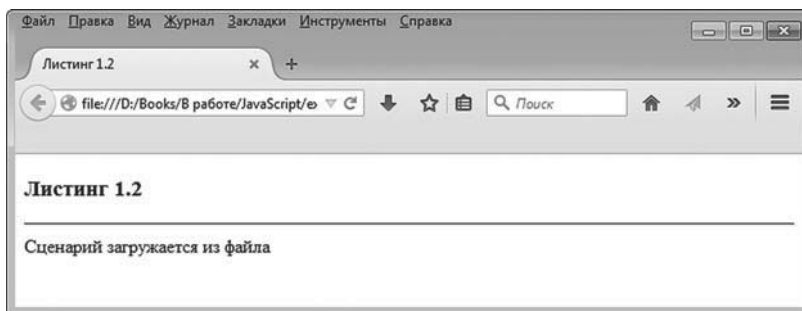 Файл Правка Вид Журнал Закладки Инструменты Справка
Листинг 1.2
file:///D:/Books/В работе/JavaScript/e
Поиск
Листинг 1.2
Сценарий загружается из файла